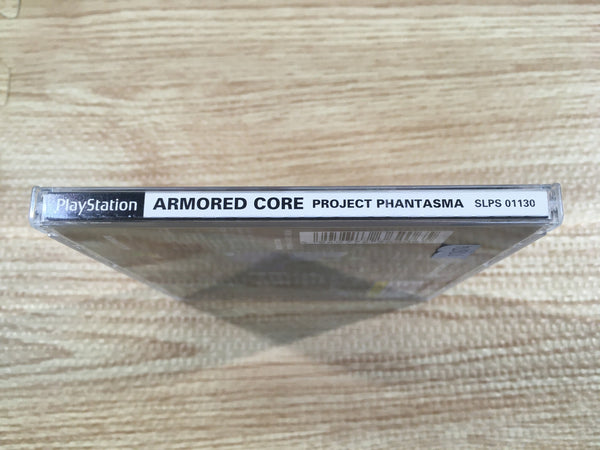 PlayStation ARMORED CORE PROJECT PHANTASMA SLPS 01130